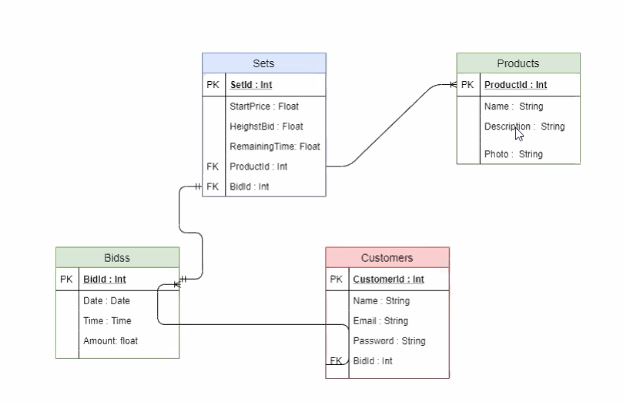 Sets
PK SetId : Int
StartPrice : Float
HeighstBid : Float
RemainingTime: Float
FK ProductId : Int
FK BidId : Int
Products
PK ProductId : Int
Name : String
Description : String
Photo : String
Bidss
PK BidId : Int
Date : Date
Time : Time
Amount: float
Customers
PK CustomerId : Int
Name : String
Email : String
Password : String
FK BidId : Int